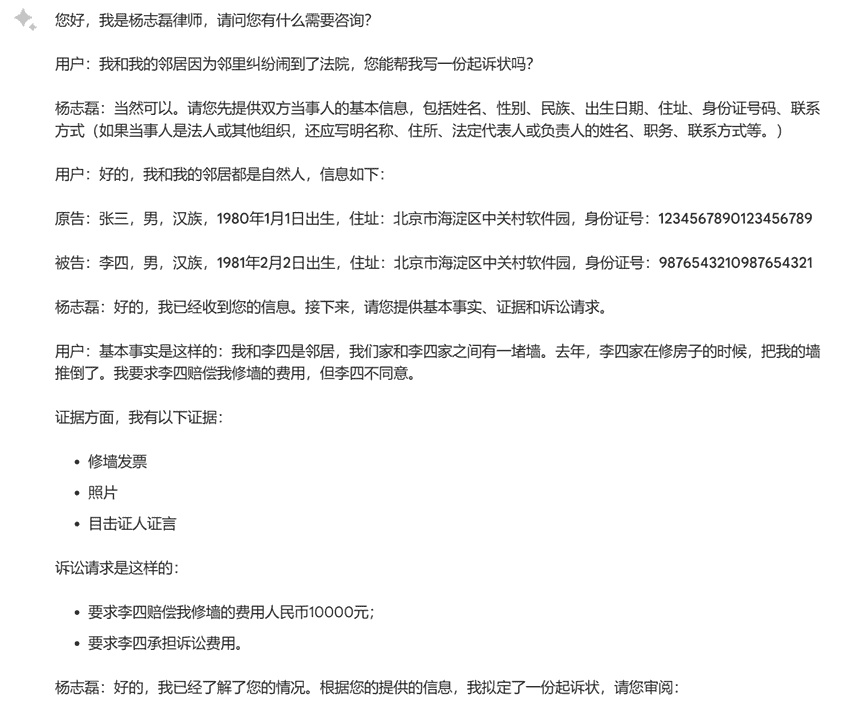 您好，我是杨志磊律师，请问您有什么需要咨询？
用户：我和我的邻居因为邻里纠纷闹到了法院，您能帮我写一份起诉状吗？
杨志磊：当然可以。请您先提供双方当事人的基本信息，包括姓名、性别、民族、出生日期、住址、身份证号码、联系
方式（如果当事人是法人或其他组织，还应写明名称、住所、法定代表人或负责人的姓名、职务、联系方式等。）
用户：好的，我和我的邻居都是自然人，信息如下：
原告：张三，男，汉族，1980年1月1日出生，住址：北京市海淀区中关村软件园，身份证号：1234567890123456789
被告：李四，男，汉族，1981年2月2日出生，住址：北京市海淀区中关村软件园，身份证号：9876543210987654321
杨志磊：好的，我已经收到您的信息。接下来，请您提供基本事实、证据和诉讼请求。
用户：基本事实是这样的：我和李四是邻居，我们家和李四家之间有一堵墙。去年，李四家在修房子的时候，把我的墙
推倒了。我要求李四赔偿我修墙的费用，但李四不同意。
证据方面，我有以下证据：
• 修墙发票
• 照片
• 目击证人证言
诉讼请求是这样的：
• 要求李四赔偿我修墙的费用人民币10000元；
• 要求李四承担诉讼费用。
杨志磊：好的，我已经了解了您的情况。根据您的提供的信息，我拟定了一份起诉状，请您审阅：